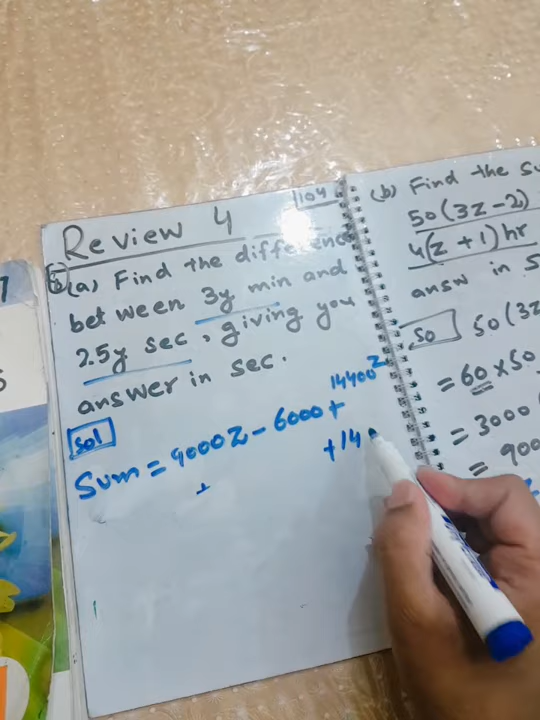 Review 4
104
(a) Find the difference
between 3y min and
25y sec, giving you
answer in sec.
Sol
Sum = 9000z - 6000 + 14400z
+14
+
(b) Find the Su
50(3z-2)
4(z+1)hr
answ in S
So 50(3z
= 60×50
= 3000
= 900
7